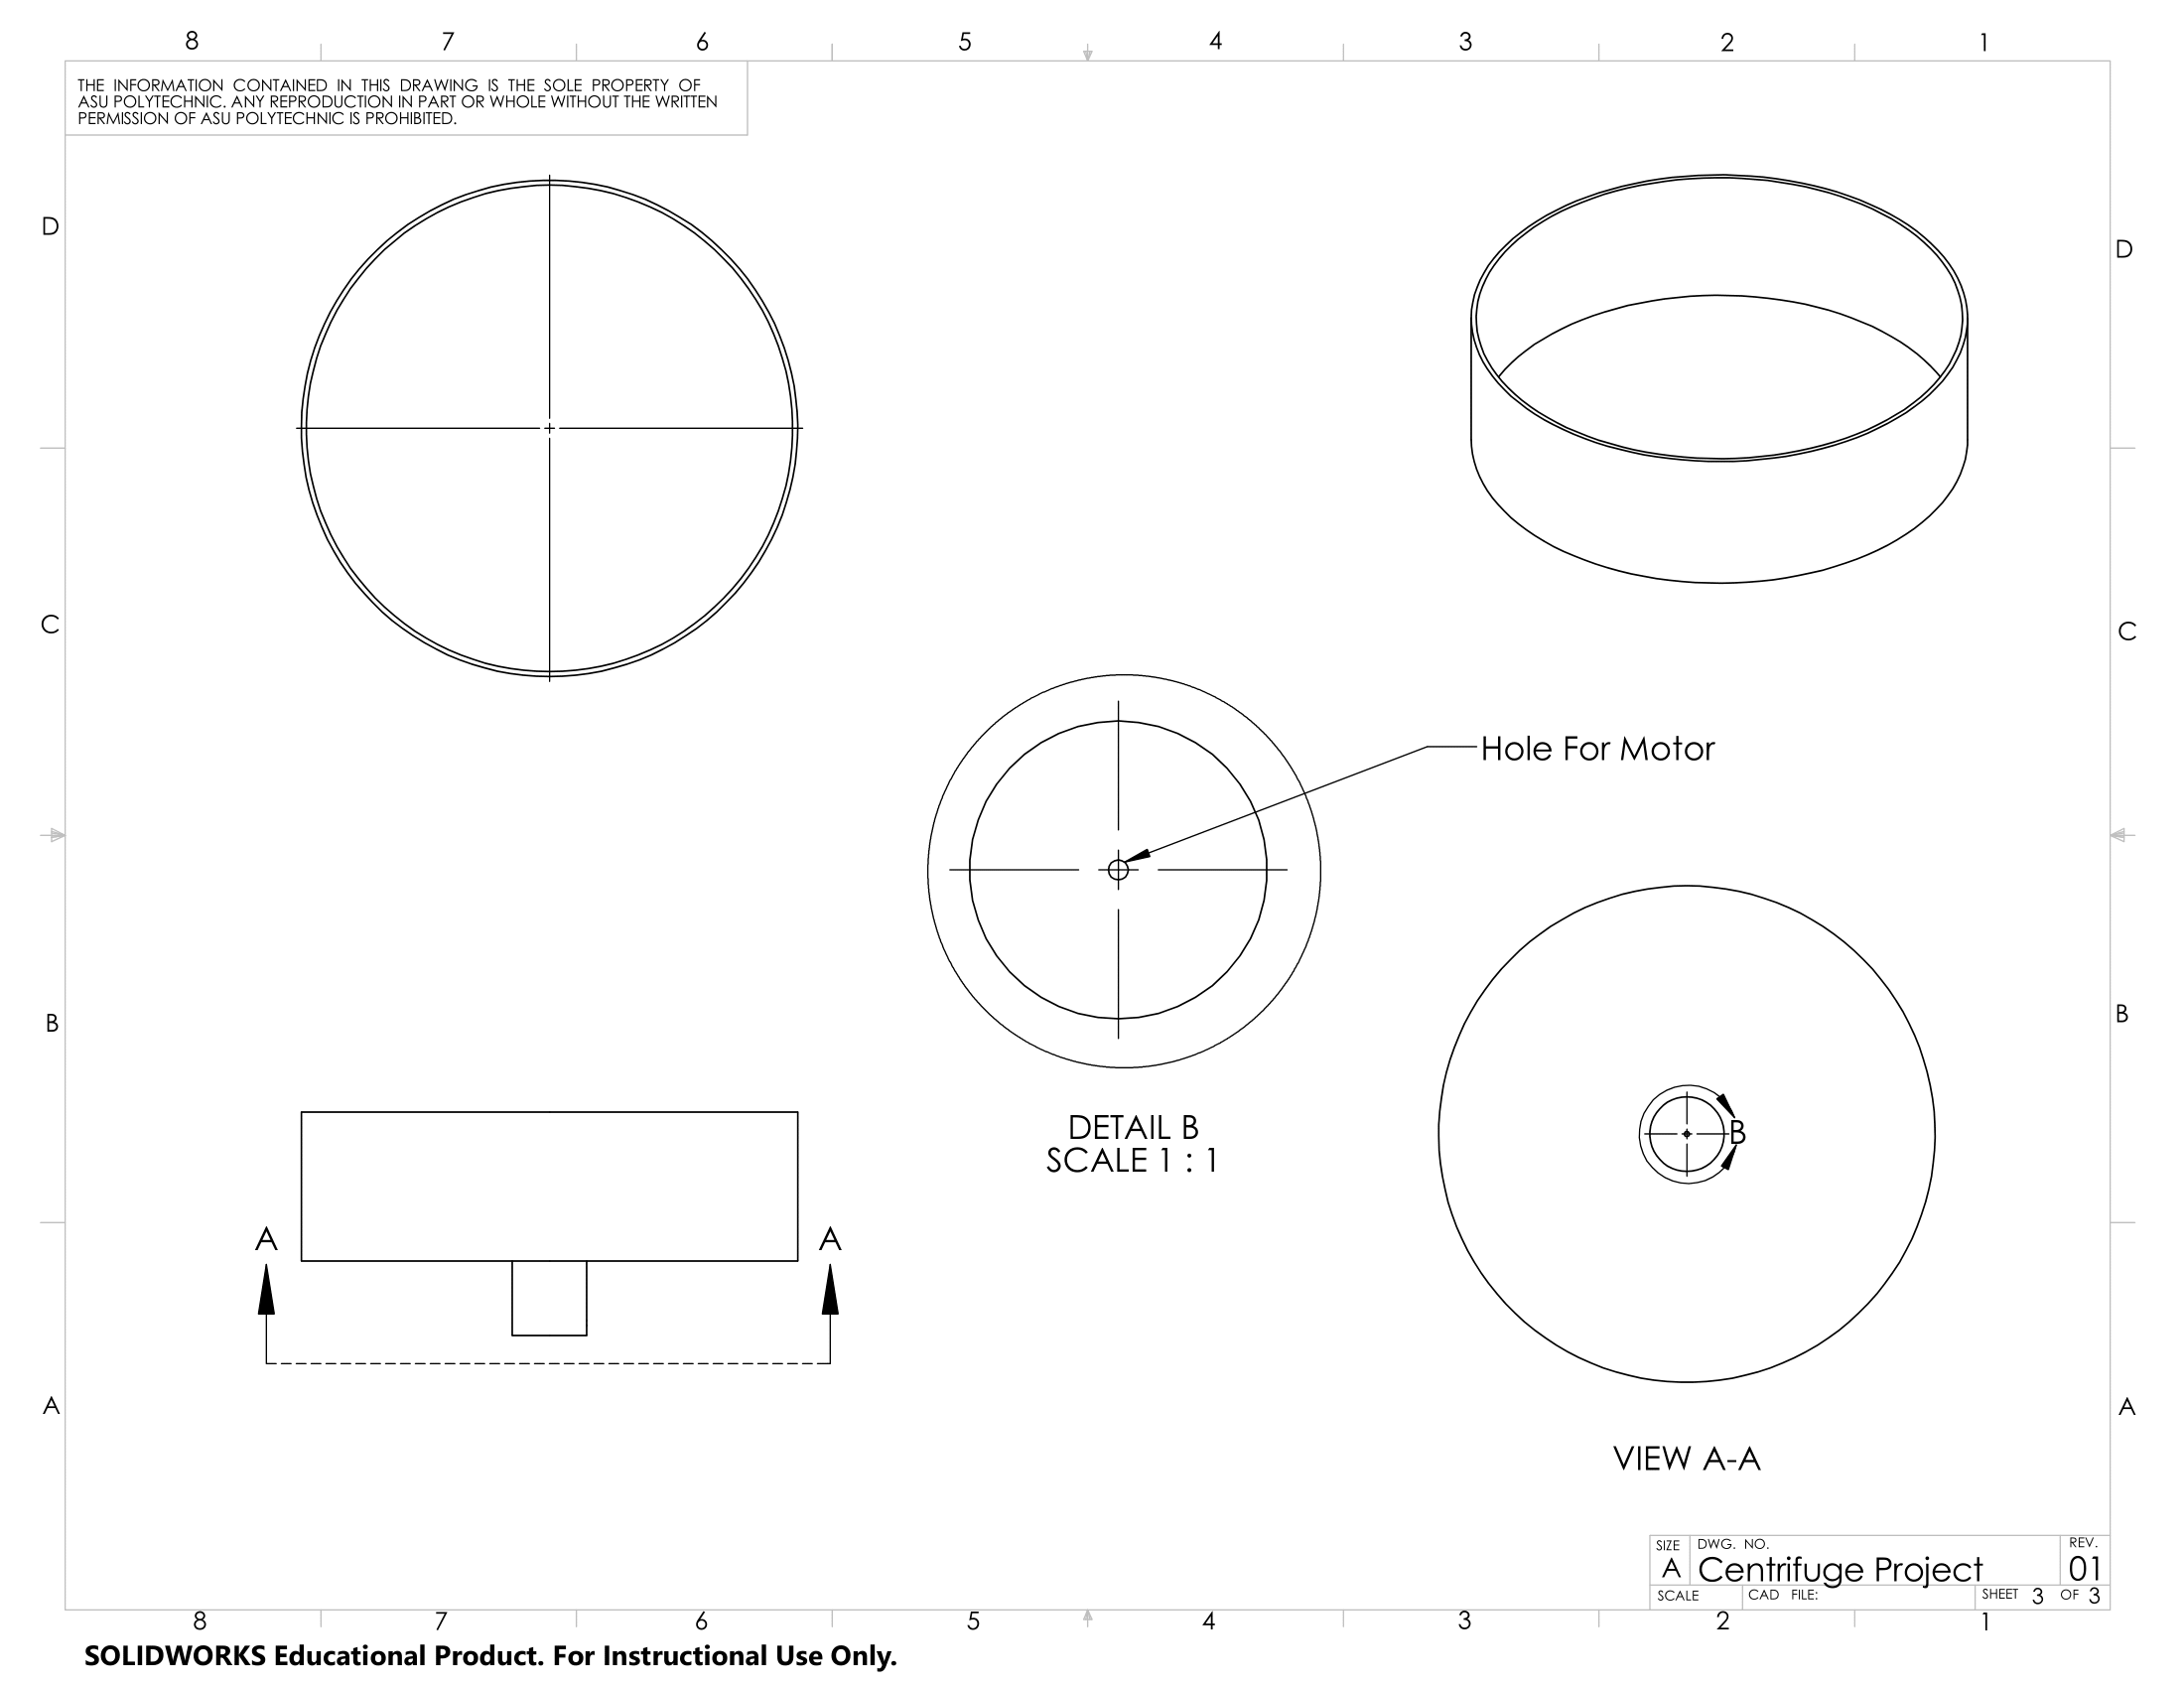 8 7 6 5 4 3 2 1
THE INFORMATION CONTAINED IN THIS DRAWING IS THE SOLE PROPERTY OF
ASU POLYTECHNIC. ANY REPRODUCTION IN PART OR WHOLE WITHOUT THE WRITTEN
PERMISSION OF ASU POLYTECHNIC IS PROHIBITED.
D D
C C
Hole For Motor
B B
DETAIL B
SCALE 1 : 1
B
A A
A A
VIEW A-A
SIZE DWG. NO. REV.
A Centrifuge Project 01
SCALE CAD FILE: SHEET 3 OF 3
8 7 6 5 4 3 2 1
SOLIDWORKS Educational Product. For Instructional Use Only.